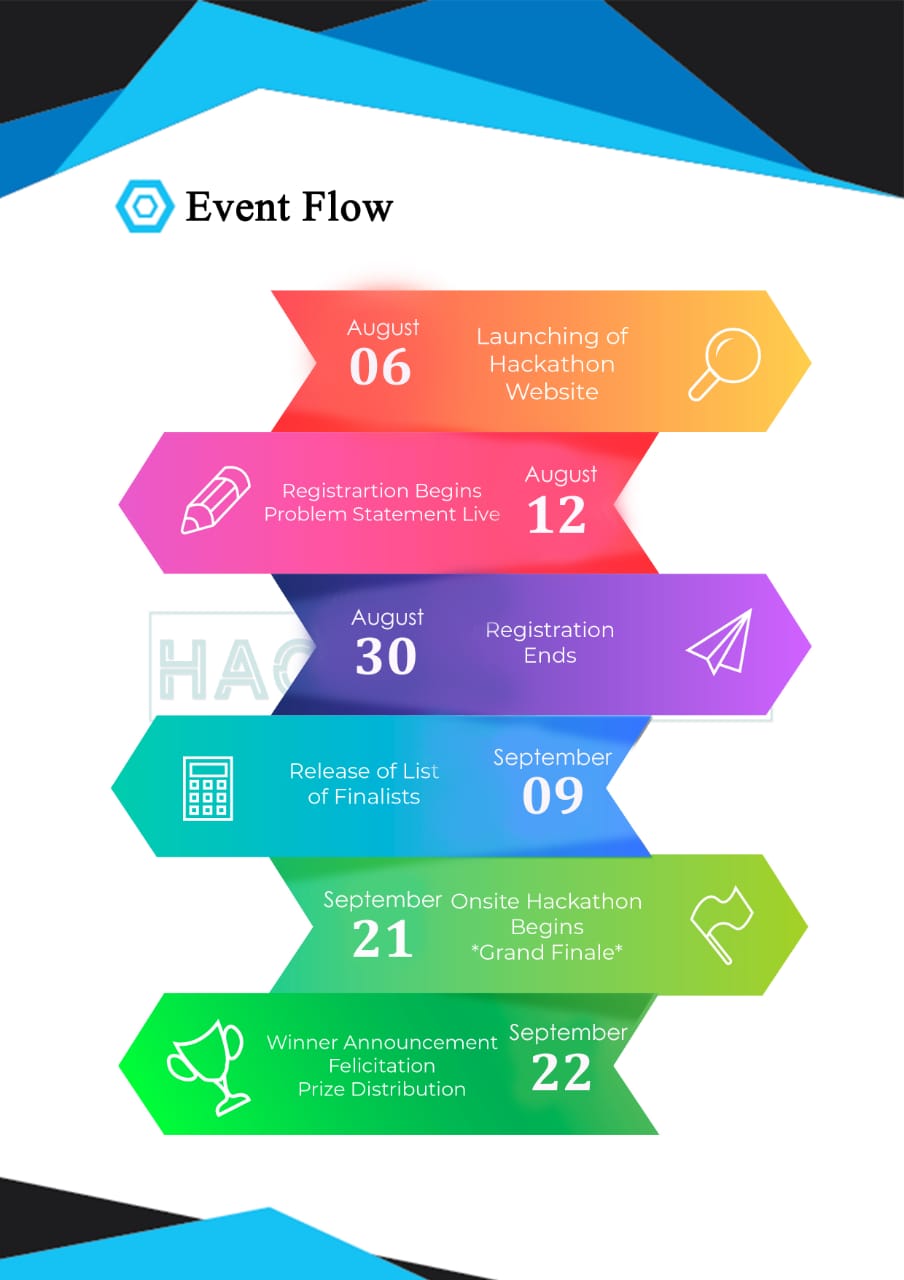 Event Flow
August
06
Launching of
Hackathon
Website
Registrartion Begins
Problem Statement Live
August
12
August
30
Registration
Ends
HAC
Release of List
of Finalists
September
09
September
21
Onsite Hackathon
Begins
*Grand Finale*
Winner Announcement
Felicitation
Prize Distribution
September
22